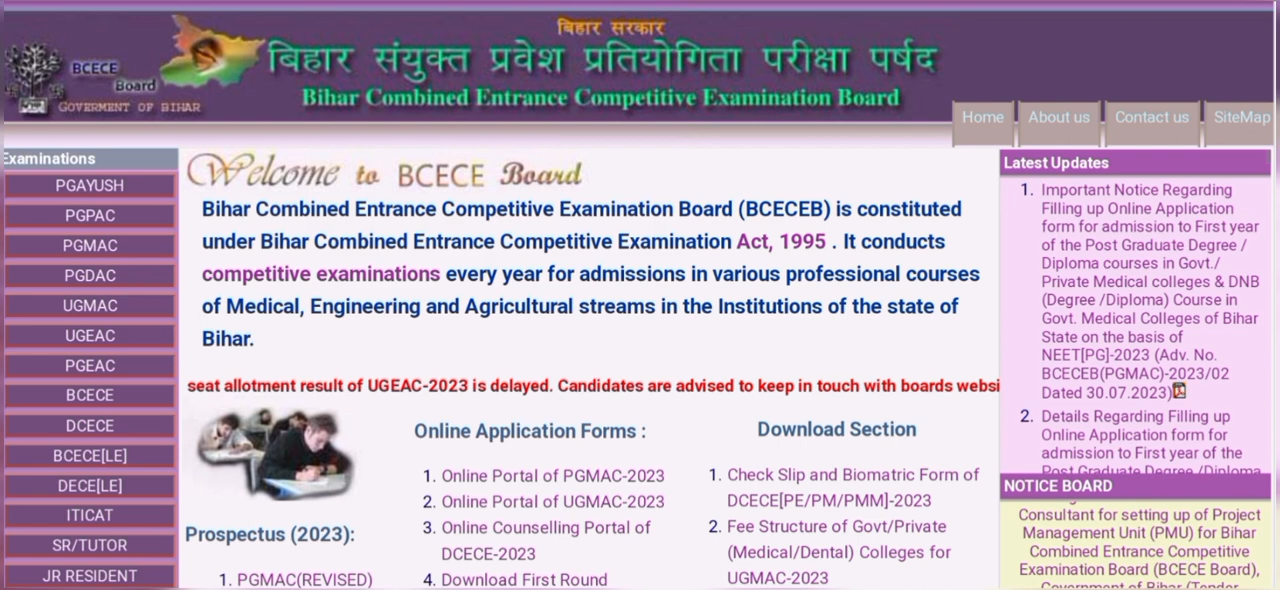 बिहार सरकार
बिहार संयुक्त प्रवेश प्रतियोगिता परीक्षा पर्षद
Bihar Combined Entrance Competitive Examination Board
BCECE
Board
GOVERMENT OF BIHAR
Home
About us
Contact us
SiteMap
Examinations
PGAYUSH
PGPAC
PGMAC
PGDAC
UGMAC
UGEAC
PGEAC
BCECE
DCECE
BCECE[LE]
DECE[LE]
ITICAT
SR/TUTOR
JR RESIDENT
Welcome to BCECE Board
Bihar Combined Entrance Competitive Examination Board (BCECEB) is constituted
under Bihar Combined Entrance Competitive Examination Act, 1995 . It conducts
competitive examinations every year for admissions in various professional courses
of Medical, Engineering and Agricultural streams in the Institutions of the state of
Bihar.
seat allotment result of UGEAC-2023 is delayed. Candidates are advised to keep in touch with boards websi
Prospectus (2023):
1. PGMAC(REVISED)
Online Application Forms :
1. Online Portal of PGMAC-2023
2. Online Portal of UGMAC-2023
3. Online Counselling Portal of
DCECE-2023
4. Download First Round
Download Section
1. Check Slip and Biomatric Form of
DCECE[PE/PM/PMM]-2023
2. Fee Structure of Govt/Private
(Medical/Dental) Colleges for
UGMAC-2023
Latest Updates
1. Important Notice Regarding
Filling up Online Application
form for admission to First year
of the Post Graduate Degree /
Diploma courses in Govt./
Private Medical colleges & DNB
(Degree /Diploma) Course in
Govt. Medical Colleges of Bihar
State on the basis of
NEET[PG]-2023 (Adv. No.
BCECEB(PGMAC)-2023/02
Dated 30.07.2023)
2. Details Regarding Filling up
Online Application form for
admission to First year of the
Post Graduate Degree /Diploma
NOTICE BOARD
Consultant for setting up of Project
Management Unit (PMU) for Bihar
Combined Entrance Competitive
Examination Board (BCECE Board),
Government of Bihar (Tender